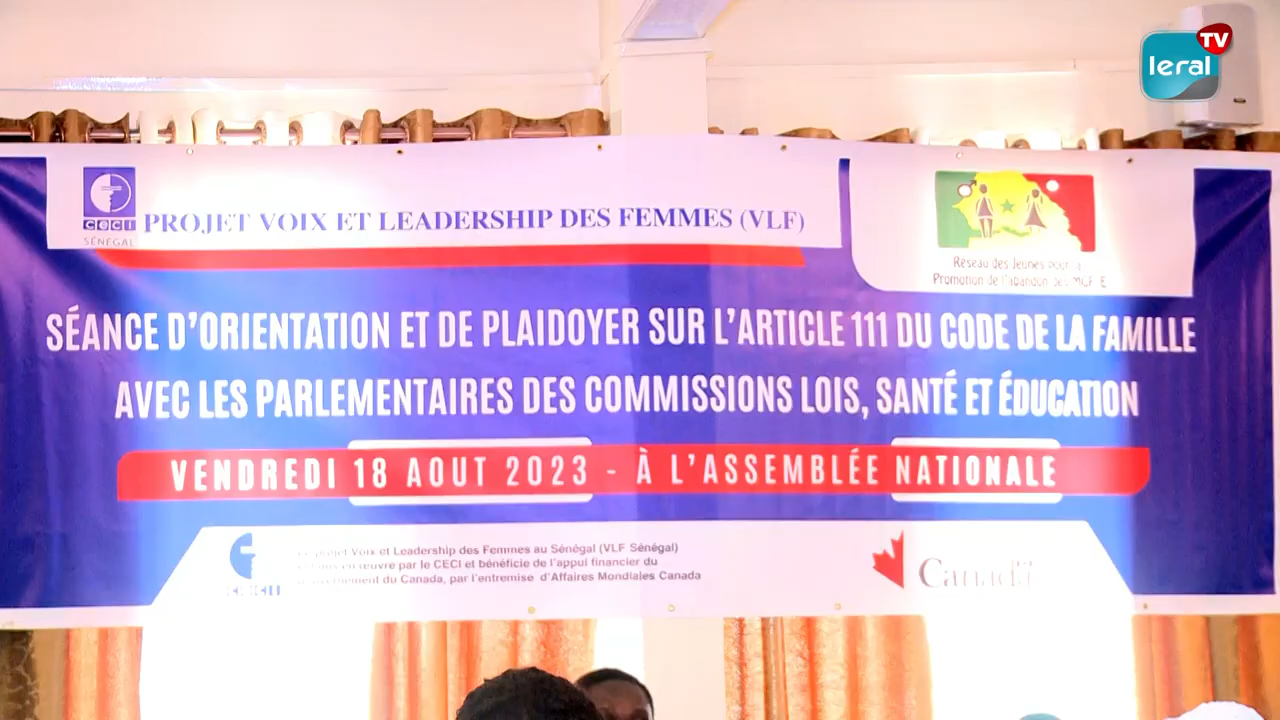 leral TV
CECI
SÉNÉGAL
PROJET VOIX ET LEADERSHIP DES FEMMES (VLF)
Réseau des Jeunes pour
Promotion de l'abandon des MGF E
SÉANCE D'ORIENTATION ET DE PLAIDOYER SUR L'ARTICLE 111 DU CODE DE LA FAMILLE
AVEC LES PARLEMENTAIRES DES COMMISSIONS LOIS, SANTÉ ET ÉDUCATION
VENDREDI 18 AOUT 2023 - À L'ASSEMBLÉE NATIONALE
projet Voix et Leadership des Femmes au Sénégal (VLF Sénégal)
en œuvre par le CECI et bénéficie de l'appui financier du
du Canada, par l'entremise d'Affaires Mondiales Canada
CECI
Canada